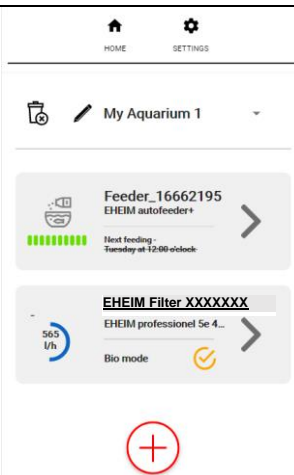 HOME SETTINGS
My Aquarium 1
Feeder_16662195
EHEIM autofeeder+
Next feeding -
Tuesday at 12:00 o'clock
EHEIM Filter XXXXXXX
-
565
l/h
EHEIM professionel 5e 4...
Bio mode